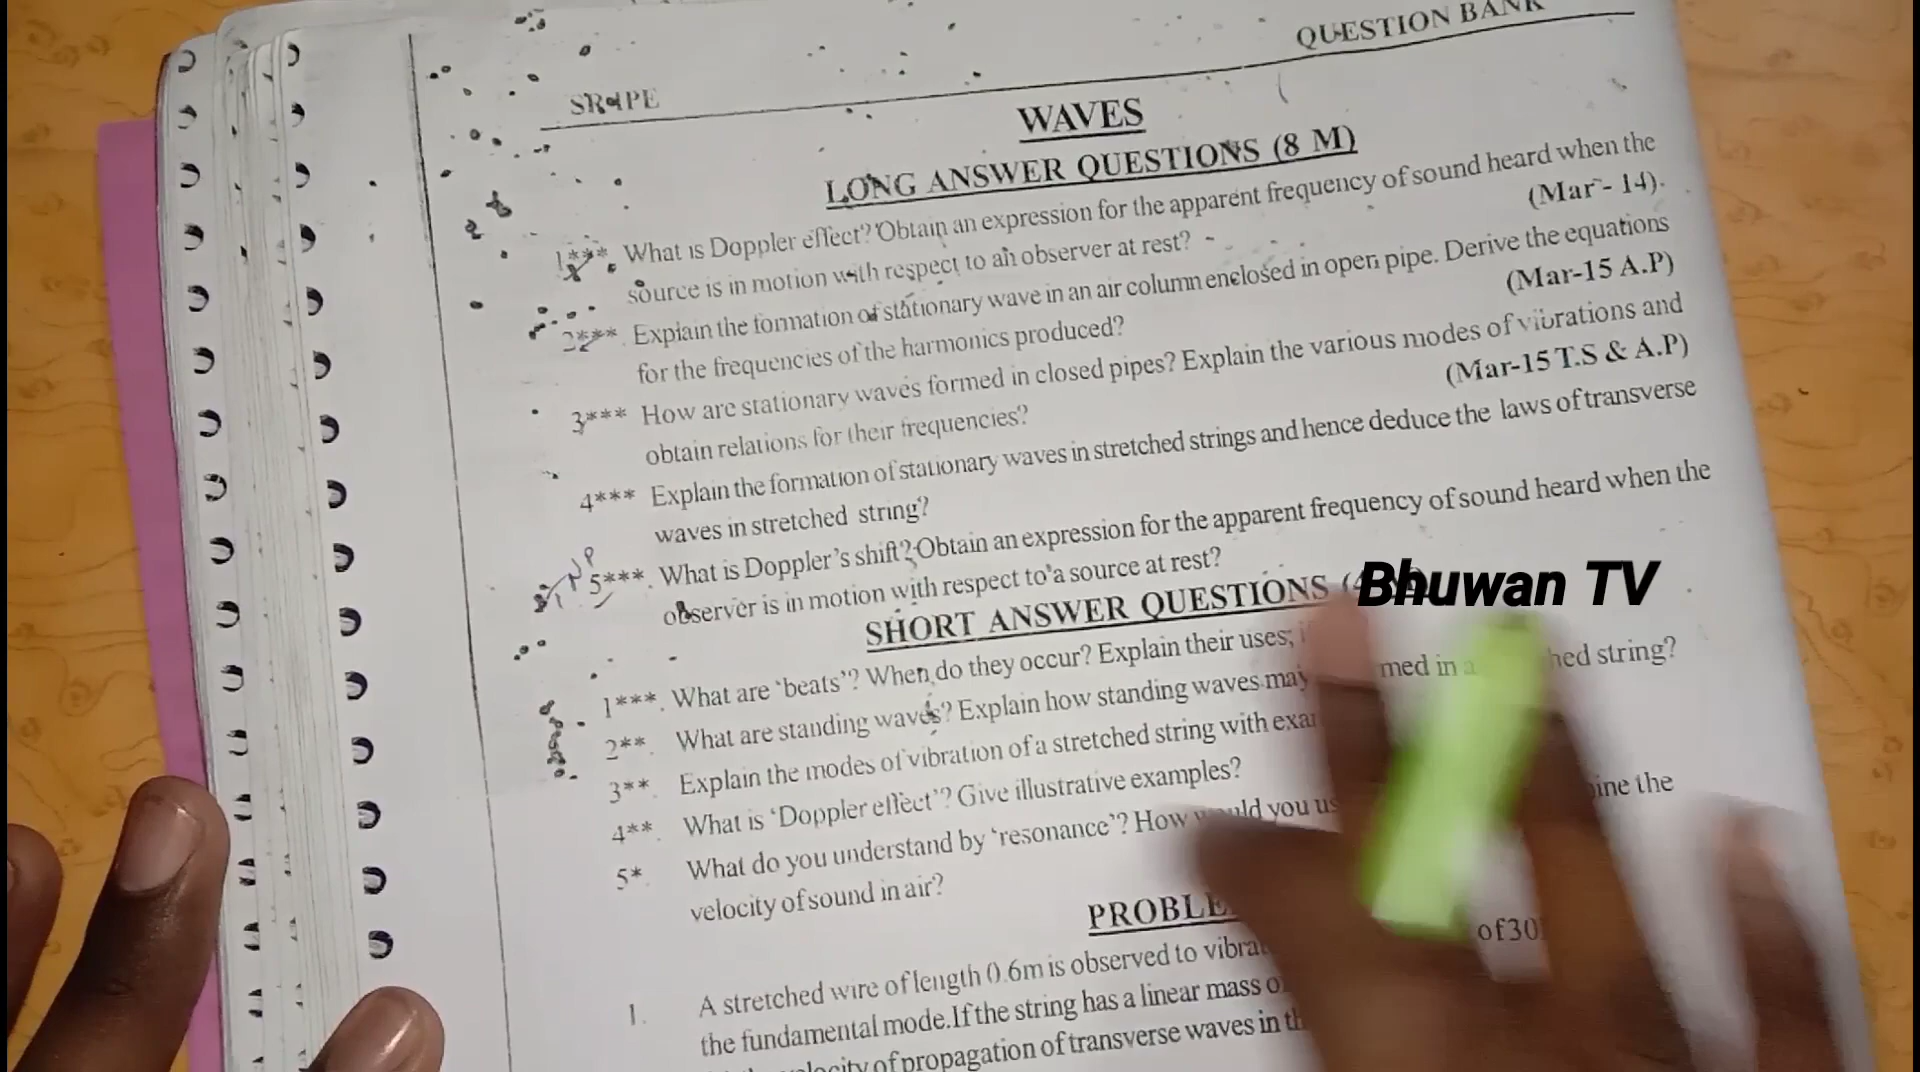 QUESTION BANK
SR IPE
WAVES
LONG ANSWER QUESTIONS (8 M)
1***. What is Doppler effect? Obtain an expression for the apparent frequency of sound heard when the
source is in motion with respect to an observer at rest?
(Mar - 14).
2***. Explain the formation of stationary wave in an air column enclosed in open pipe. Derive the equations
for the frequencies of the harmonics produced?
(Mar-15 A.P)
3*** How are stationary waves formed in closed pipes? Explain the various modes of vibrations and
obtain relations for their frequencies?
(Mar-15 T.S & A.P)
4*** Explain the formation of stationary waves in stretched strings and hence deduce the laws of transverse
waves in stretched string?
5***. What is Doppler's shift? Obtain an expression for the apparent frequency of sound heard when the
observer is in motion with respect to a source at rest?
SHORT ANSWER QUESTIONS
Bhuwan TV
1***. What are 'beats'? When do they occur? Explain their uses,
2**. What are standing waves? Explain how standing waves may med in a hed string?
3**. Explain the modes of vibration of a stretched string with
4**. What is 'Doppler effect'? Give illustrative examples?
5* What do you understand by 'resonance'? How would you the
velocity of sound in air?
1. A stretched wire of length 0.6m is observed to of 30
the fundamental mode. If the string has a linear mass
of propagation of transverse waves in